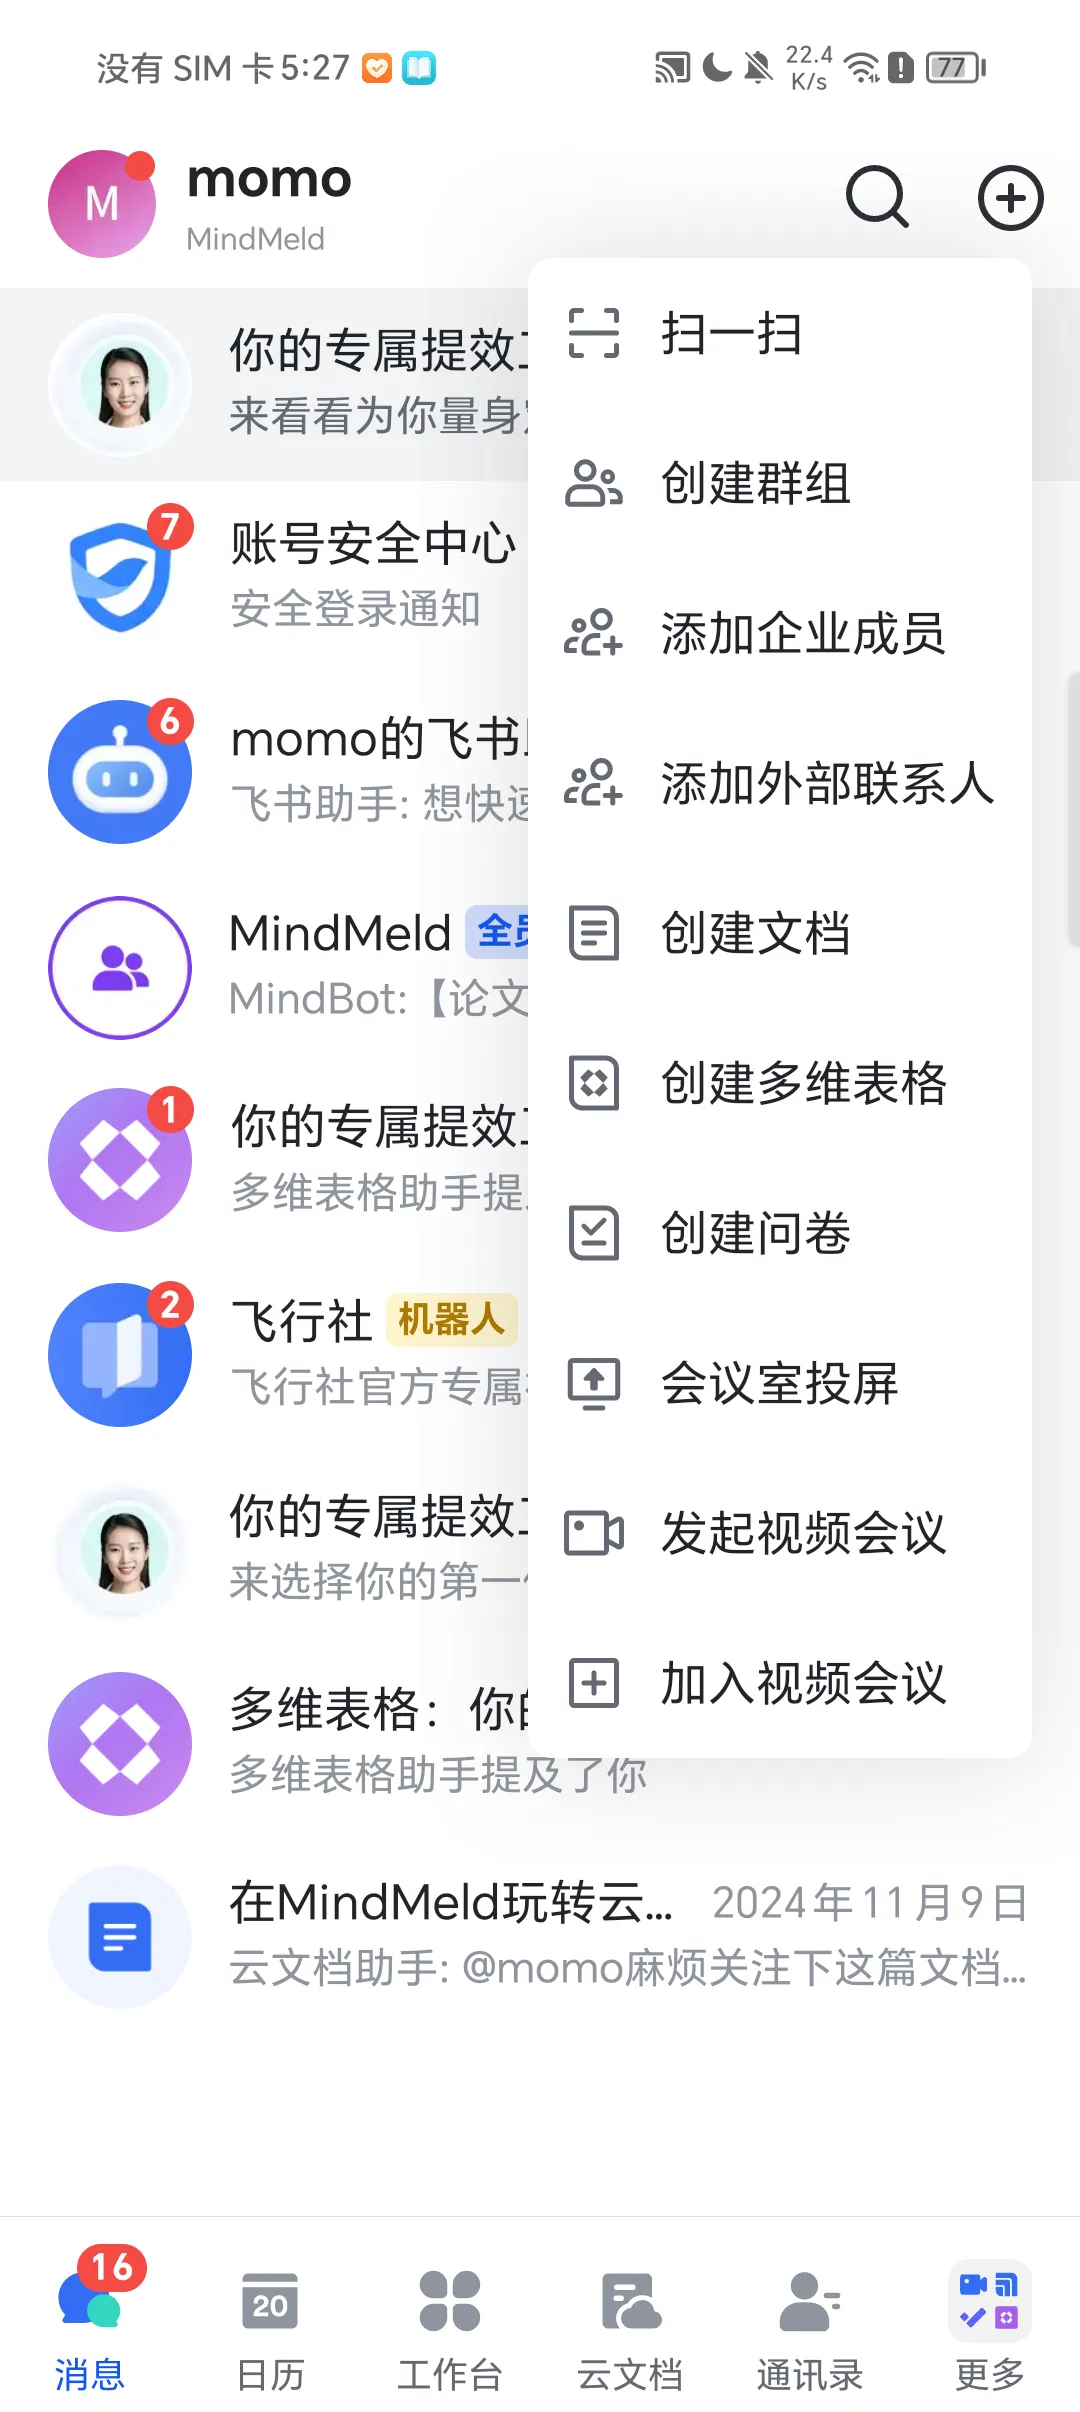 没有 SIM 卡 5:27
22.4 K/s
77
M
momo
MindMeld
扫一扫
创建群组
添加企业成员
添加外部联系人
创建文档
创建多维表格
创建问卷
会议室投屏
发起视频会议
加入视频会议
你的专属提效
来看看为你量身
7
账号安全中心
安全登录通知
6
momo的飞书
飞书助手: 想快速
MindMeld 全员
MindBot:【论文
1
你的专属提效
多维表格助手提
2
飞行社 机器人
飞行社官方专属
你的专属提效
来选择你的第一
多维表格：你的
多维表格助手提及了你
在MindMeld玩转云... 2024年11月9日
云文档助手: @momo麻烦关注下这篇文档...
16
消息
20
日历
工作台
云文档
通讯录
更多